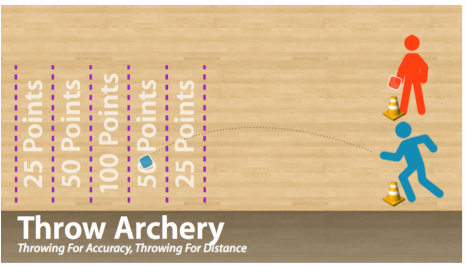 25 Points
50 Points
100 Points
50 Points
25 Points
Throw Archery
Throwing For Accuracy, Throwing For Distance